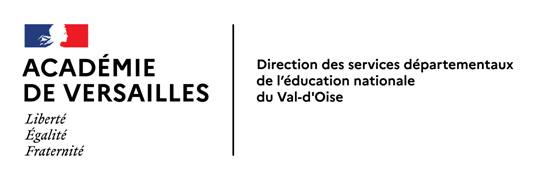 ACADÉMIE
DE VERSAILLES
Liberté
Égalité
Fraternité
Direction des services départementaux
de l'éducation nationale
du Val-d'Oise